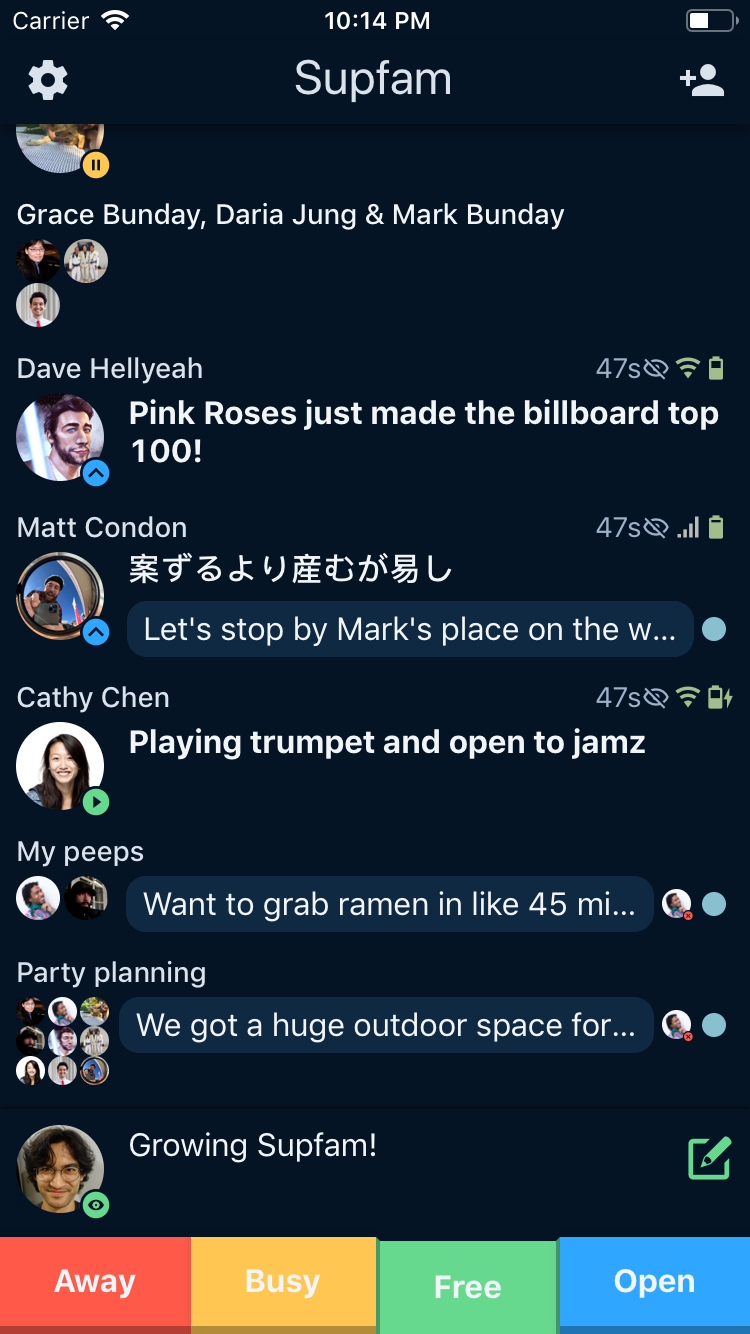 Carrier 10:14 PM
Supfam
Grace Bunday, Daria Jung & Mark Bunday
Dave Hellyeah 47s
Pink Roses just made the billboard top
100!
Matt Condon 47s
案ずるより産むが易し
Let's stop by Mark's place on the w...
Cathy Chen 47s
Playing trumpet and open to jamz
My peeps
Want to grab ramen in like 45 mi...
Party planning
We got a huge outdoor space for...
Growing Supfam!
Away Busy Free Open